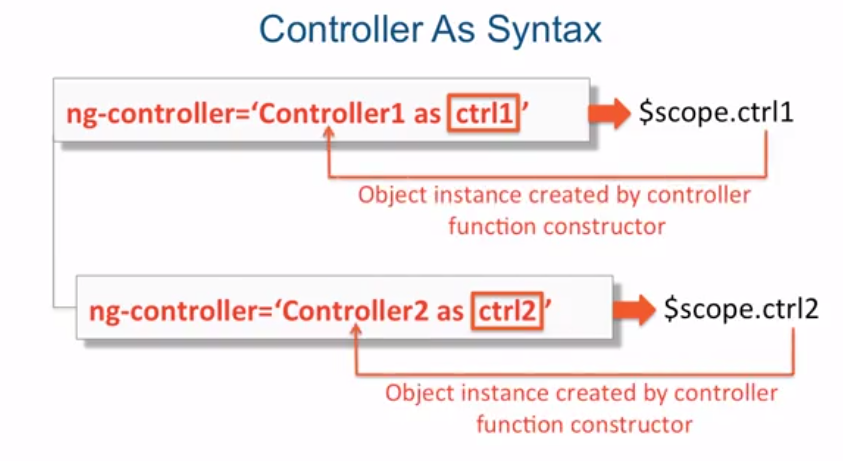 Controller As Syntax
ng-controller=‘Controller1 as ctrl1’
$scope.ctrl1
Object instance created by controller
function constructor
ng-controller=‘Controller2 as ctrl2’
$scope.ctrl2
Object instance created by controller
function constructor